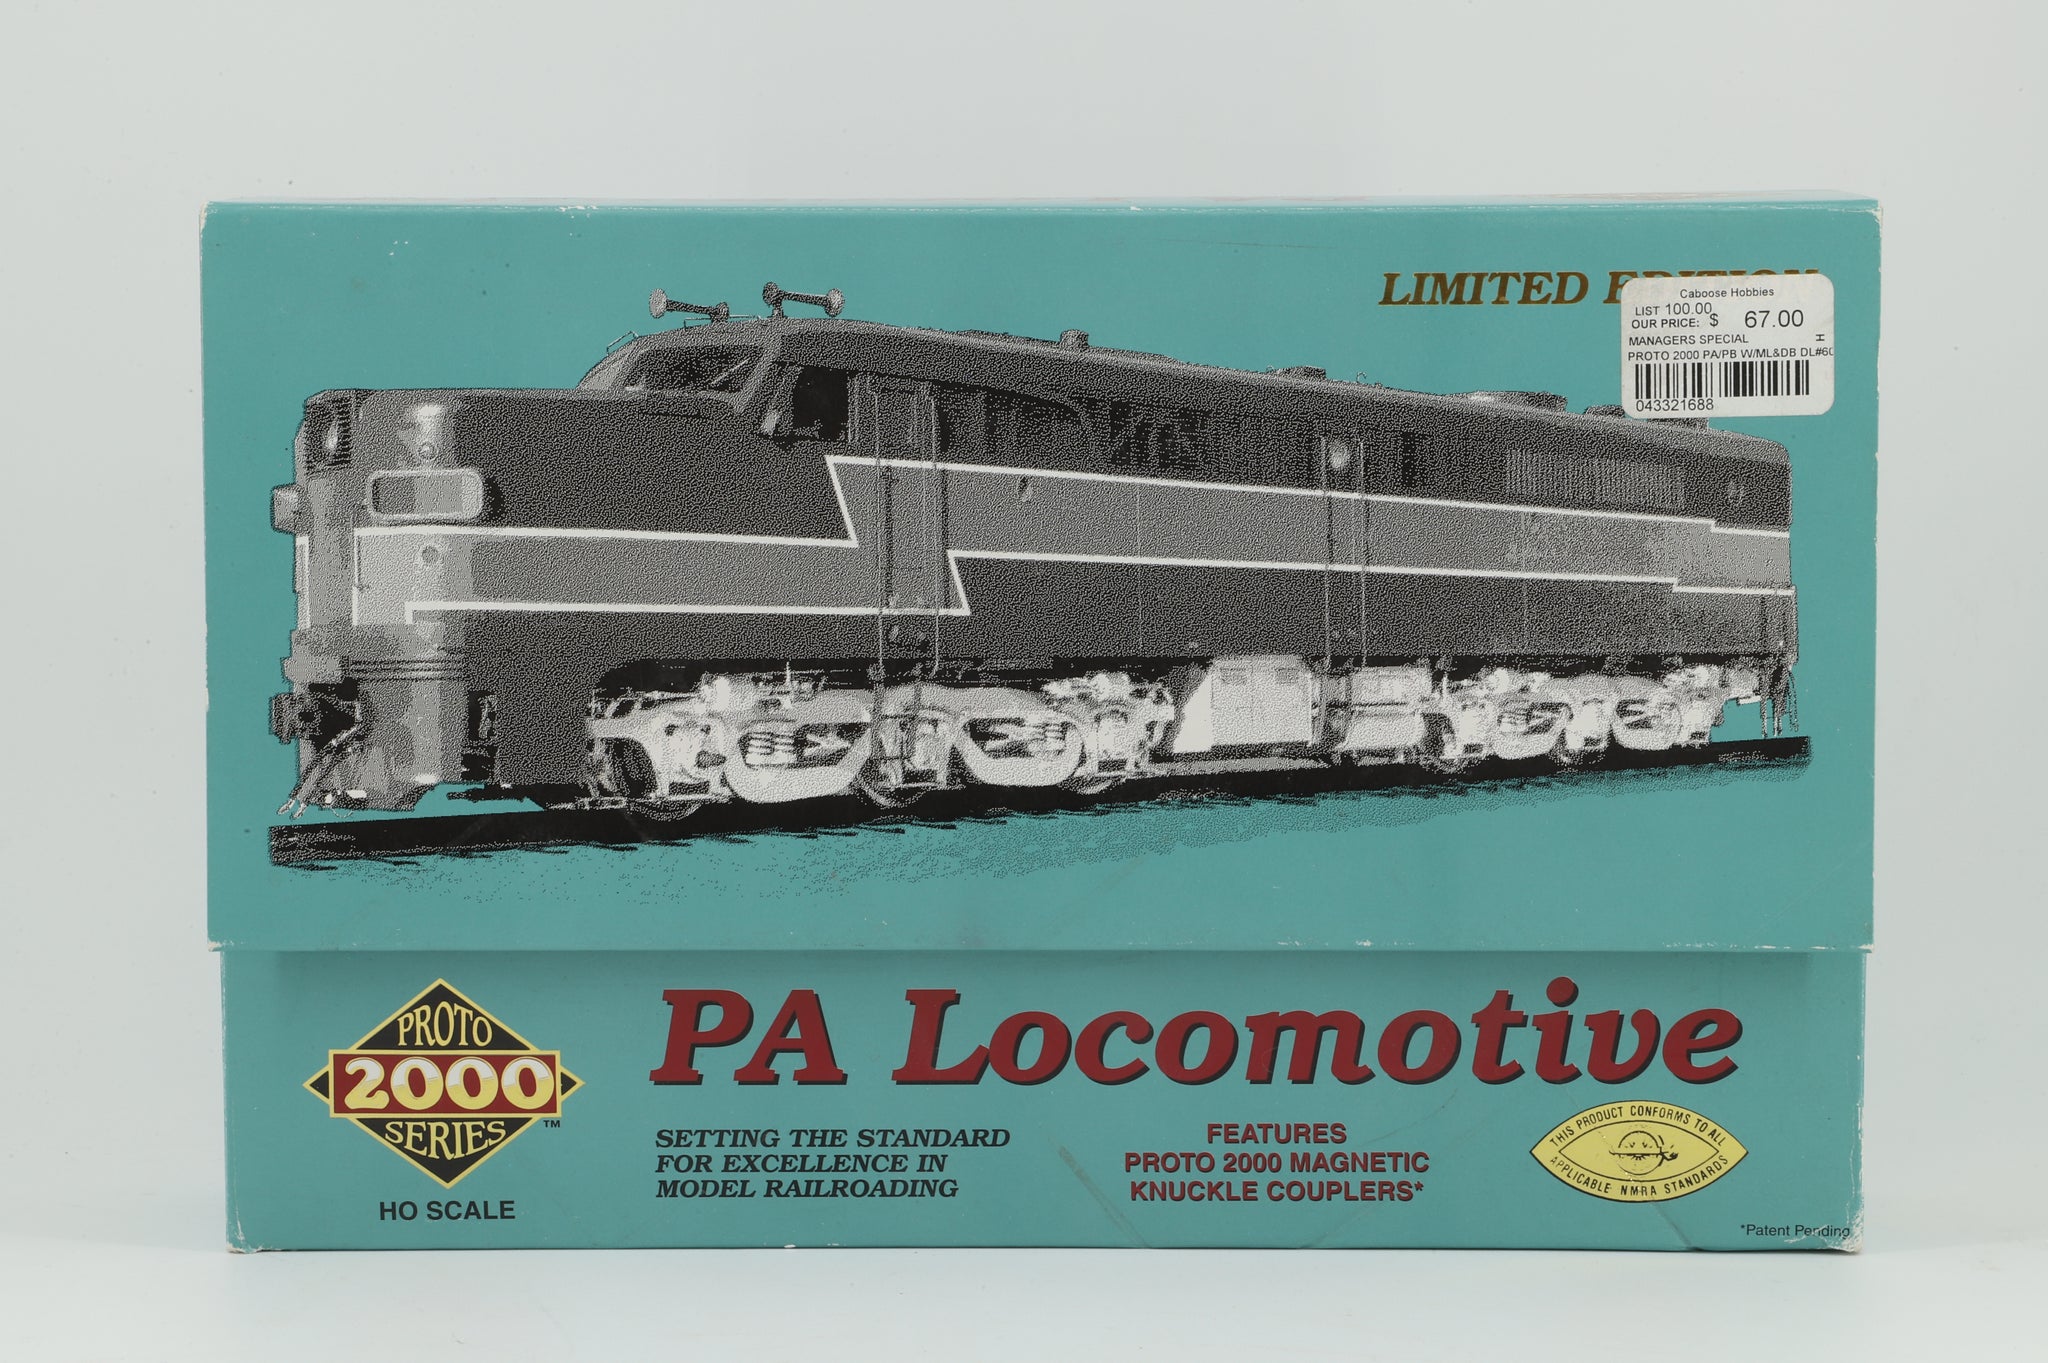 LIMITED EDITION
Caboose Hobbies
LIST 100.00
OUR PRICE: $ 67.00
MANAGERS SPECIAL H
PROTO 2000 PA/PB W/ML&DB DL#60
043321688
PROTO
2000
SERIES
™
HO SCALE
PA Locomotive
SETTING THE STANDARD
FOR EXCELLENCE IN
MODEL RAILROADING
FEATURES
PROTO 2000 MAGNETIC
KNUCKLE COUPLERS*
THIS PRODUCT CONFORMS TO ALL
APPLICABLE NMRA STANDARDS
*Patent Pending